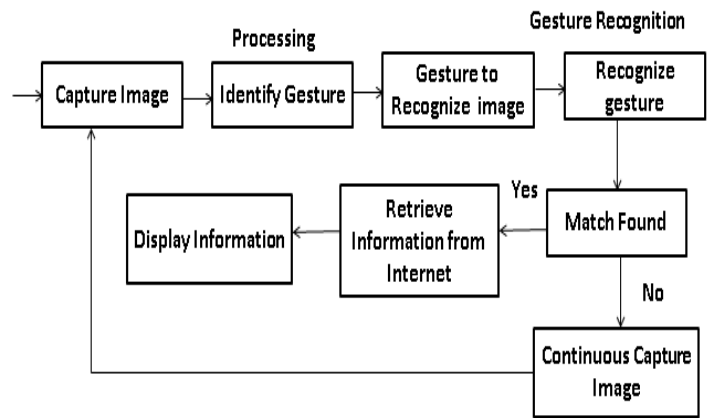 Gesture Recognition
Processing
Capture Image
Identify Gesture
Gesture to
Recognize image
Recognize
gesture
Yes
Match Found
Retrieve
Information from
Internet
Display Information
No
Continuous Capture
Image